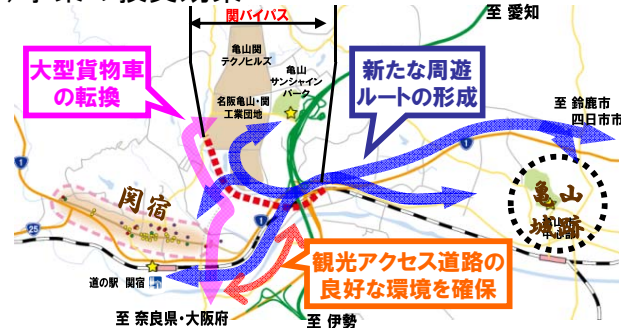 関バイパス
至 愛知
亀山関
テクノヒルズ
大型貨物車
の転換
亀山
サンシャイン
パーク
新たな周遊
ルートの形成
名阪亀山・関
工業団地
至 鈴鹿市
四日市市
1
1
関宿
亀山
城跡
25
1
観光アクセス道路の
良好な環境を確保
道の駅 関宿
至 奈良県・大阪府
至 伊勢